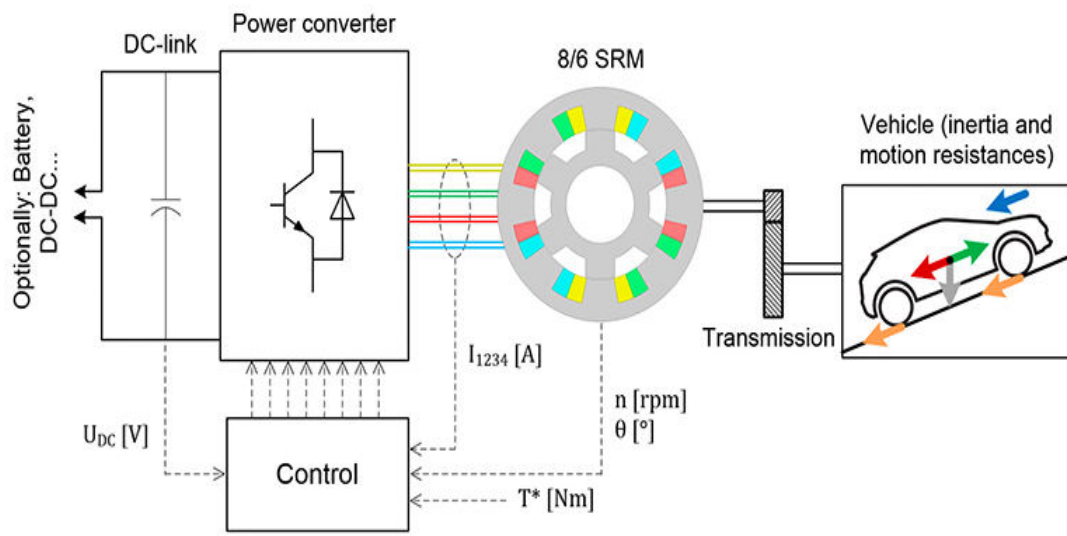 Power converter
DC-link
8/6 SRM
Vehicle (inertia and
motion resistances)
Optionally: Battery,
DC-DC...
Transmission
I₁₂₃₄ [A]
n [rpm]
θ [°]
U_DC [V]
Control
T* [Nm]